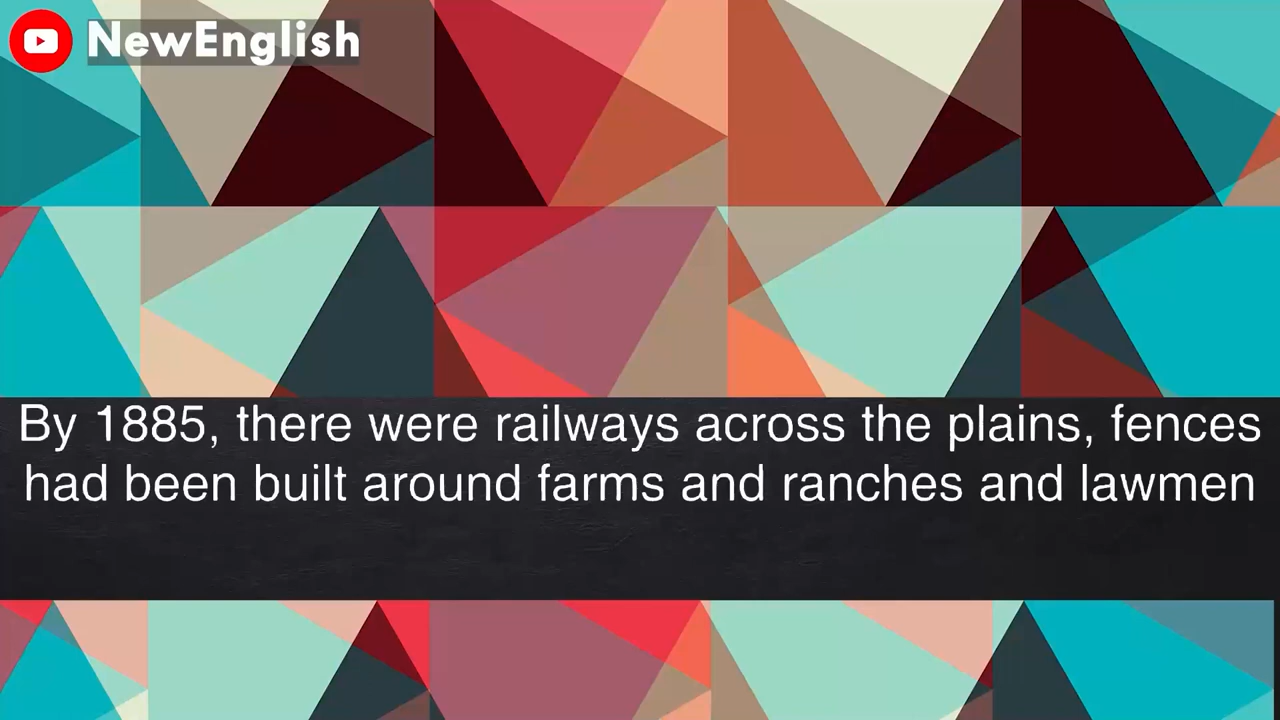 NewEnglish
By 1885, there were railways across the plains, fences
had been built around farms and ranches and lawmen